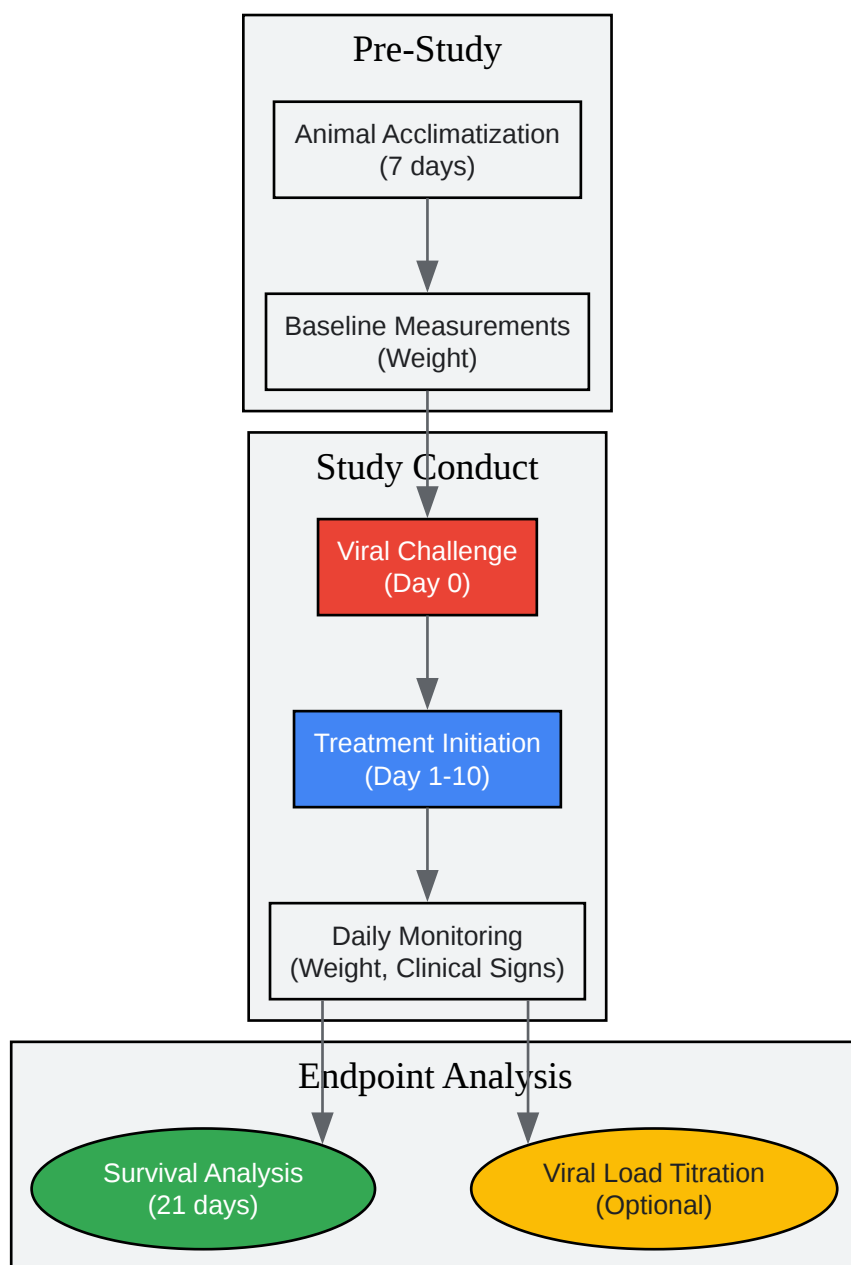 Pre-Study
Animal Acclimatization
(7 days)
Baseline Measurements
(Weight)
Study Conduct
Viral Challenge
(Day 0)
Treatment Initiation
(Day 1-10)
Daily Monitoring
(Weight, Clinical Signs)
Endpoint Analysis
Survival Analysis
(21 days)
Viral Load Titration
(Optional)